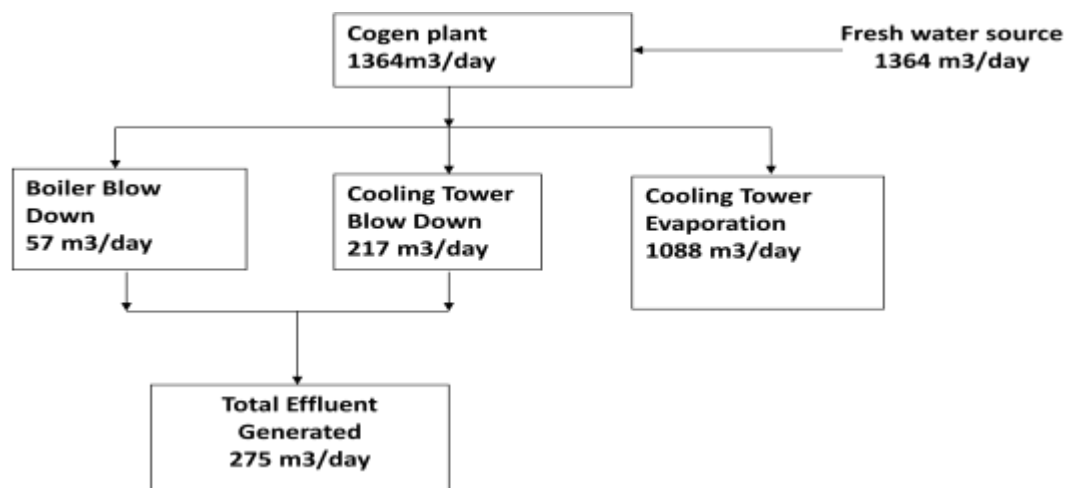 Cogen plant
1364m3/day
Fresh water source
1364 m3/day
Boiler Blow
Down
57 m3/day
Cooling Tower
Blow Down
217 m3/day
Cooling Tower
Evaporation
1088 m3/day
Total Effluent
Generated
275 m3/day